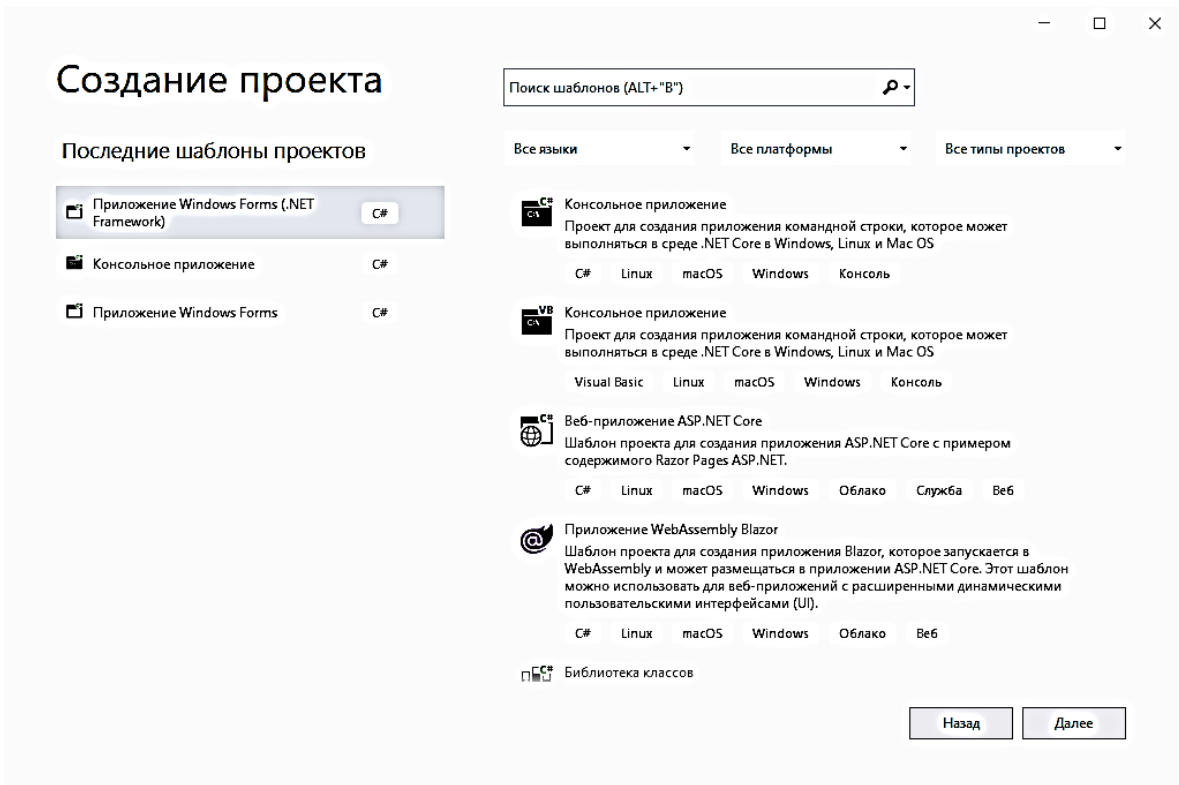 Создание проекта
Поиск шаблонов (ALT+"B")
Последние шаблоны проектов
Все языки
Все платформы
Все типы проектов
Приложение Windows Forms (.NET
Framework)
C#
Консольное приложение
C#
Приложение Windows Forms
C#
C#
Консольное приложение
Проект для создания приложения командной строки, которое может
выполняться в среде .NET Core в Windows, Linux и Mac OS
C# Linux macOS Windows Консоль
VB
Консольное приложение
Проект для создания приложения командной строки, которое может
выполняться в среде .NET Core в Windows, Linux и Mac OS
Visual Basic Linux macOS Windows Консоль
C#
Веб-приложение ASP.NET Core
Шаблон проекта для создания приложения ASP.NET Core с примером
содержимого Razor Pages ASP.NET.
C# Linux macOS Windows Облако Служба Веб
Приложение WebAssembly Blazor
Шаблон проекта для создания приложения Blazor, которое запускается в
WebAssembly и может размещаться в приложении ASP.NET Core. Этот шаблон
можно использовать для веб-приложений с расширенными динамическими
пользовательскими интерфейсами (UI).
C# Linux macOS Windows Облако Веб
C#
Библиотека классов
Назад
Далее